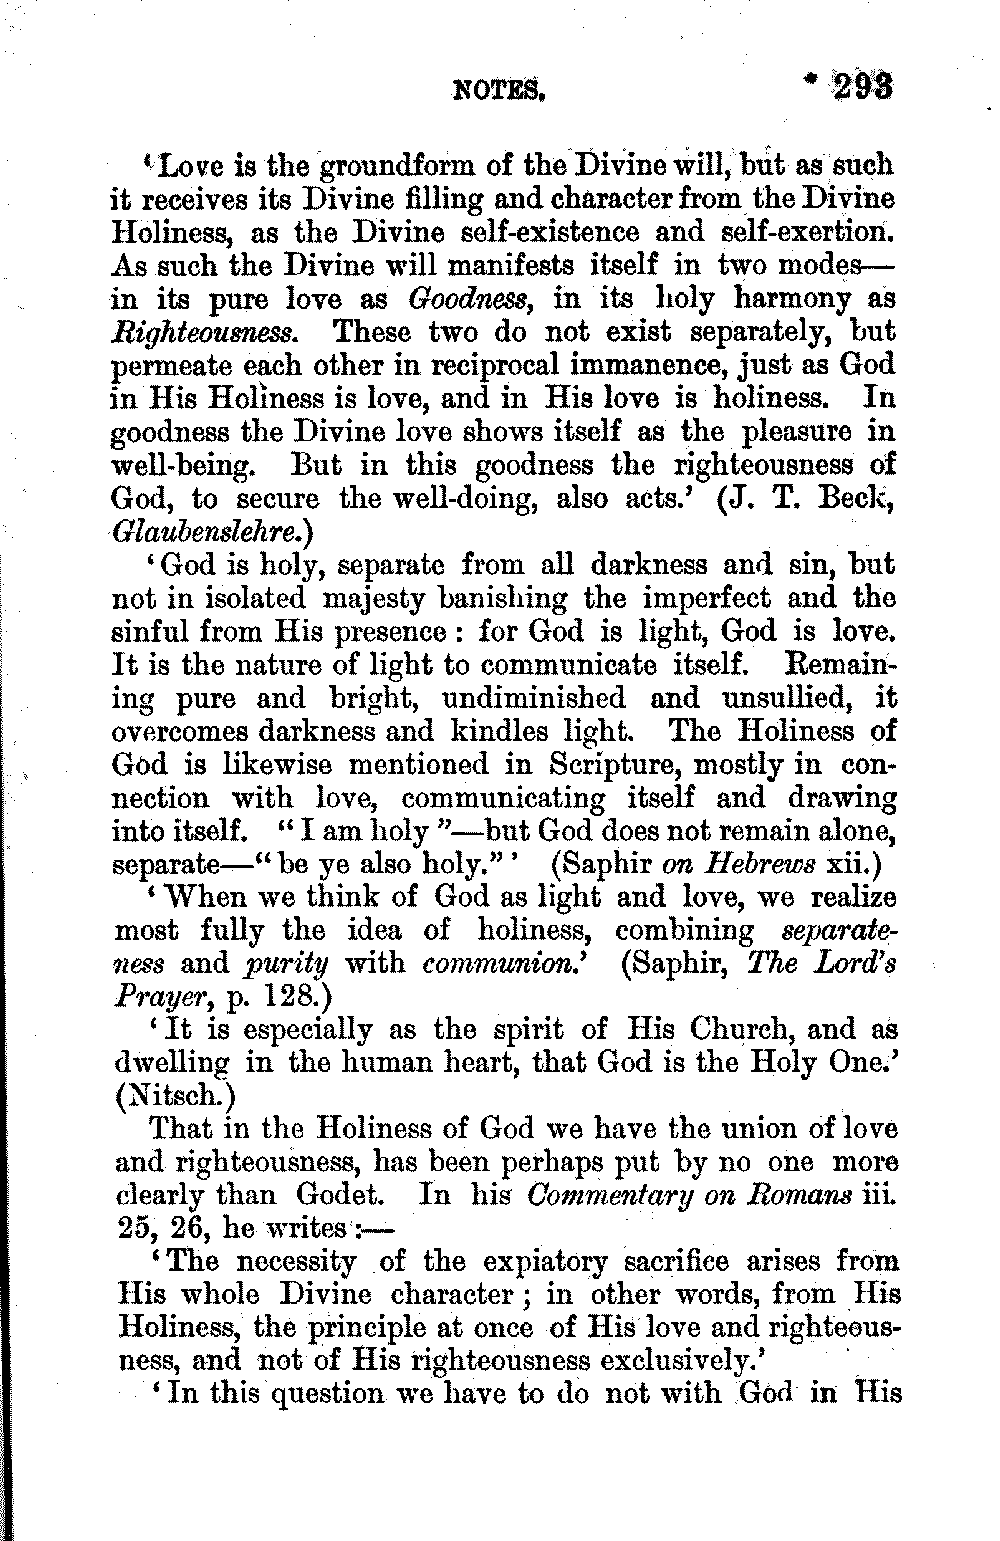 NOTES. 293
‘Love is the groundform of the Divine will, but as such
it receives its Divine filling and character from the Divine
Holiness, as the Divine self-existence and self-exertion.
As such the Divine will manifests itself in two modes—
in its pure love as Goodness, in its holy harmony as
Righteousness. These two do not exist separately, but
permeate each other in reciprocal immanence, just as God
in His Holiness is love, and in His love is holiness. In
goodness the Divine love shows itself as the pleasure in
well-being. But in this goodness the righteousness of
God, to secure the well-doing, also acts.’ (J. T. Beck,
Glaubenslehre.)
‘God is holy, separate from all darkness and sin, but
not in isolated majesty banishing the imperfect and the
sinful from His presence : for God is light, God is love.
It is the nature of light to communicate itself. Remain-
ing pure and bright, undiminished and unsullied, it
overcomes darkness and kindles light. The Holiness of
God is likewise mentioned in Scripture, mostly in con-
nection with love, communicating itself and drawing
into itself. “I am holy”—but God does not remain alone,
separate—“be ye also holy.”’ (Saphir on Hebrews xii.)
‘When we think of God as light and love, we realize
most fully the idea of holiness, combining separate-
ness and purity with communion.’ (Saphir, The Lord’s
Prayer, p. 128.)
‘It is especially as the spirit of His Church, and as
dwelling in the human heart, that God is the Holy One.’
(Nitsch.)
That in the Holiness of God we have the union of love
and righteousness, has been perhaps put by no one more
clearly than Godet. In his Commentary on Romans iii.
25, 26, he writes :—
‘The necessity of the expiatory sacrifice arises from
His whole Divine character ; in other words, from His
Holiness, the principle at once of His love and righteous-
ness, and not of His righteousness exclusively.’
‘In this question we have to do not with God in His